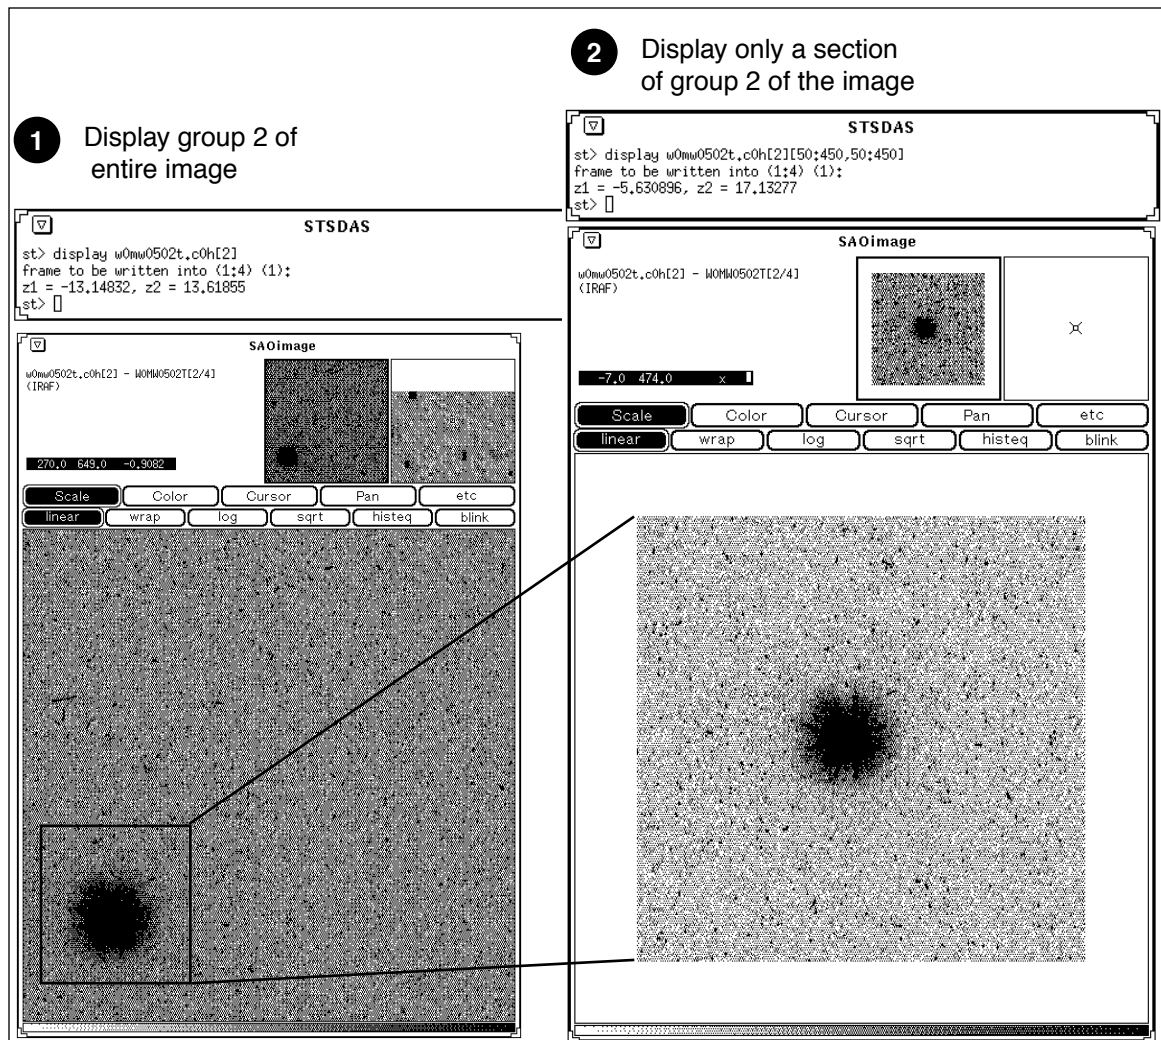 1
Display group 2 of
entire image
STSDAS
st> display w0mw0502t.c0h[2]
frame to be written into (1:4) (1):
z1 = -13.14832, z2 = 13.61855
st>
SAOimage
w0mw0502t.c0h[2] - W0MW0502T[2/4]
(IRAF)
270.0 649.0 -0.9082
Scale Color Cursor Pan etc
linear wrap log sqrt histeq blink
2
Display only a section
of group 2 of the image
STSDAS
st> display w0mw0502t.c0h[2][50:450,50:450]
frame to be written into (1:4) (1):
z1 = -5.630896, z2 = 17.13277
st>
SAOimage
w0mw0502t.c0h[2] - W0MW0502T[2/4]
(IRAF)
-7.0 474.0 x
Scale Color Cursor Pan etc
linear wrap log sqrt histeq blink